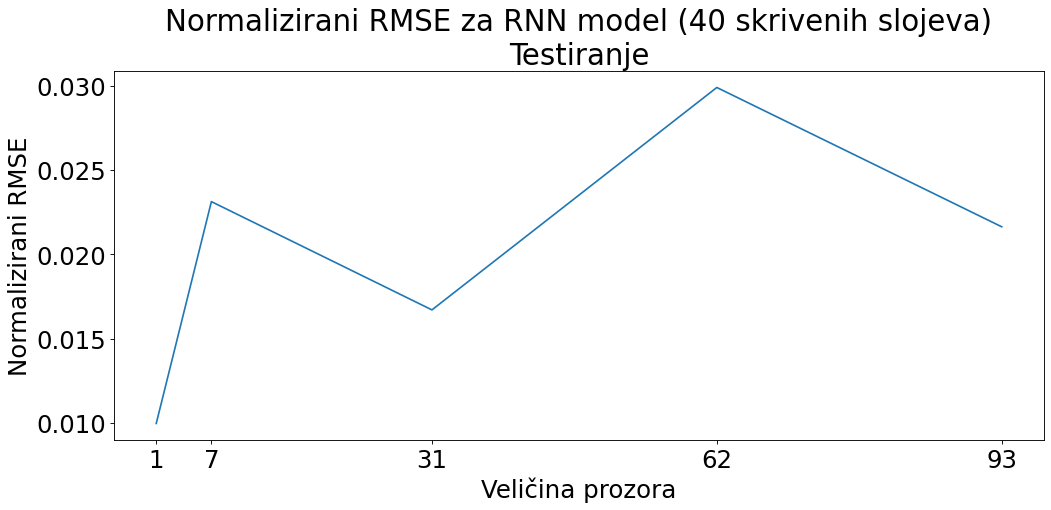 Normalizirani RMSE za RNN model (40 skrivenih slojeva)
Testiranje
Normalizirani RMSE
0.030
0.025
0.020
0.015
0.010
1 7 31 62 93
Veličina prozora